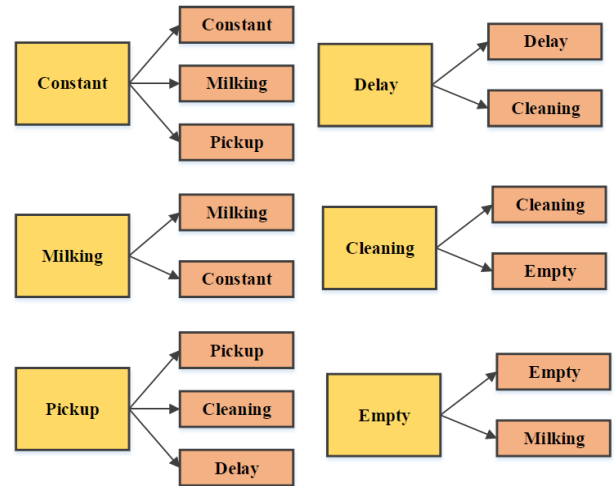 Constant
Constant
Milking
Pickup
Delay
Delay
Cleaning
Milking
Milking
Constant
Cleaning
Cleaning
Empty
Pickup
Pickup
Cleaning
Delay
Empty
Empty
Milking